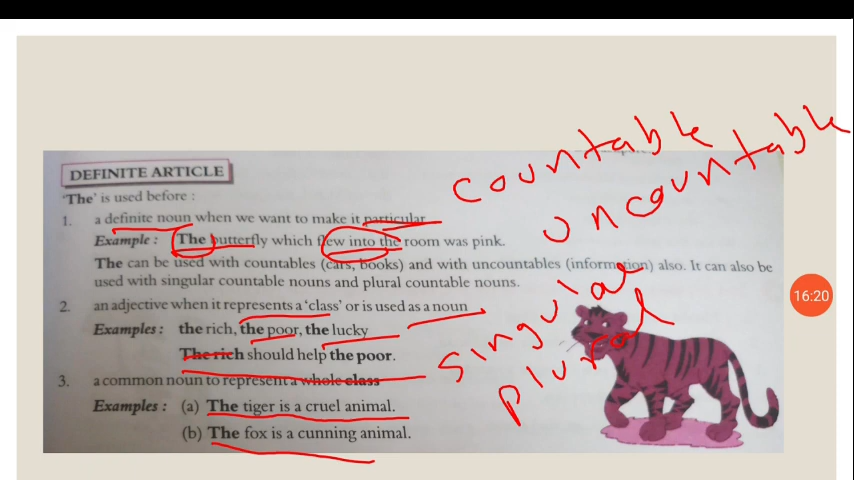 DEFINITE ARTICLE
'The' is used before :
1. a definite noun when we want to make it particular
Example : The butterfly which flew into the room was pink.
The can be used with countables (cars, books) and with uncountables (information) also. It can also be
used with singular countable nouns and plural countable nouns.
2. an adjective when it represents a 'class' or is used as a noun
Examples : the rich, the poor, the lucky
The rich should help the poor.
3. a common noun to represent a whole class
Examples : (a) The tiger is a cruel animal.
(b) The fox is a cunning animal.
countable
uncountable
singular
plural
16:20